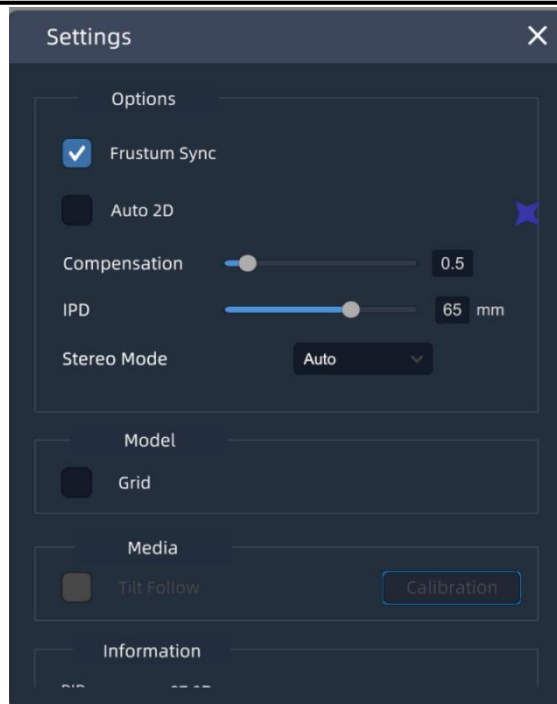 Settings
Options
Frustum Sync
Auto 2D
Compensation 0.5
IPD 65 mm
Stereo Mode Auto
Model
Grid
Media
Tilt Follow Calibration
Information